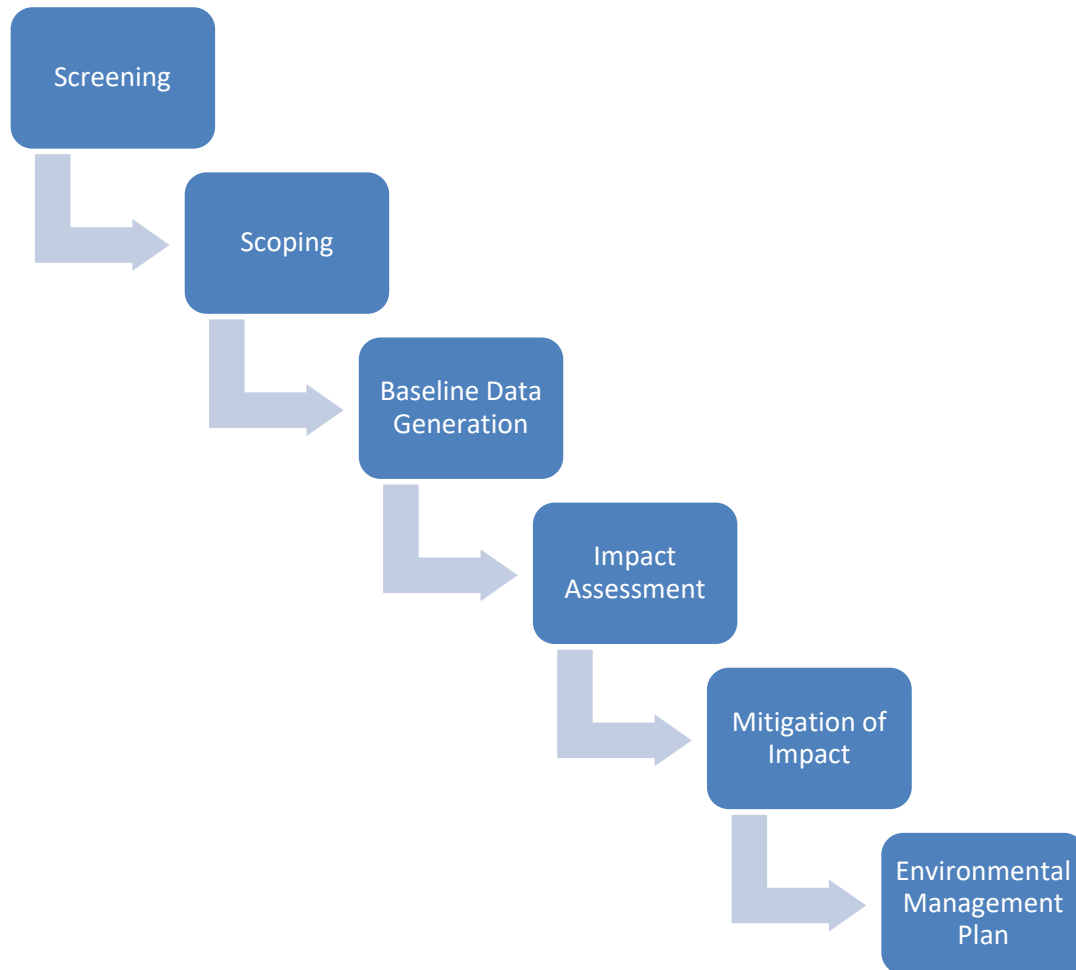 Screening
Scoping
Baseline Data
Generation
Impact
Assessment
Mitigation of
Impact
Environmental
Management
Plan